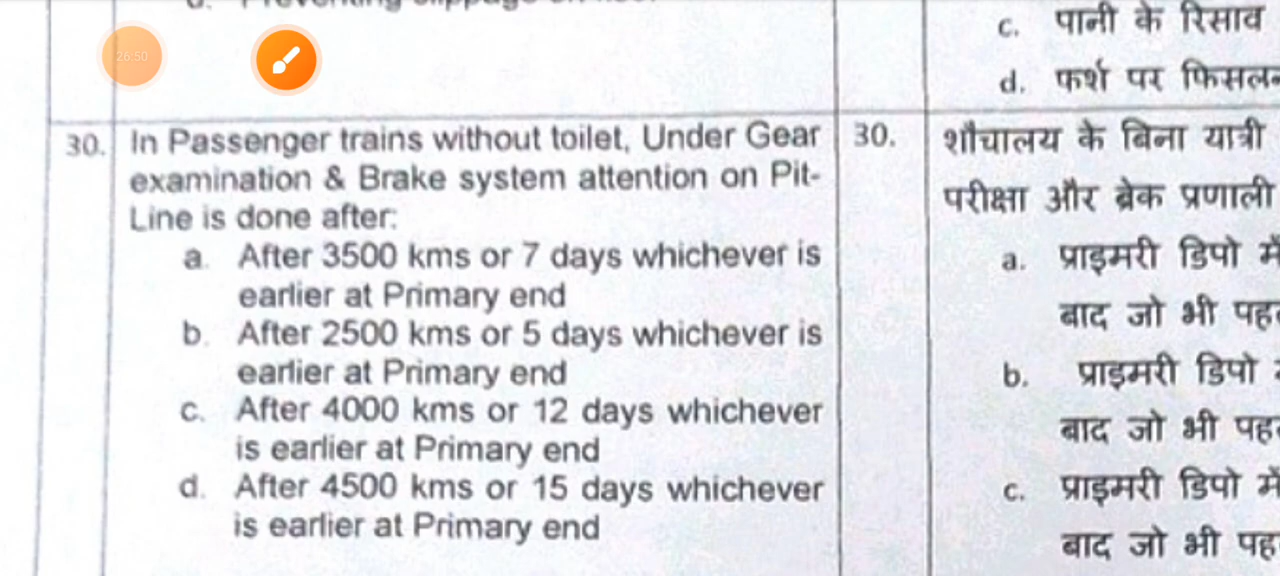 26:50
c. पानी के रिसाव
d. फर्श पर
30. In Passenger trains without toilet, Under Gear
examination & Brake system attention on Pit-
Line is done after:
a. After 3500 kms or 7 days whichever is
earlier at Primary end
b. After 2500 kms or 5 days whichever is
earlier at Primary end
c. After 4000 kms or 12 days whichever
is earlier at Primary end
d. After 4500 kms or 15 days whichever
is earlier at Primary end
30. शौचालय के बिना यात्री
परीक्षा और ब्रेक प्रणाली
a. प्राइमरी डिपो में
बाद जो भी
b. प्राइमरी डिपो
बाद जो भी
c. प्राइमरी डिपो में
बाद जो भी